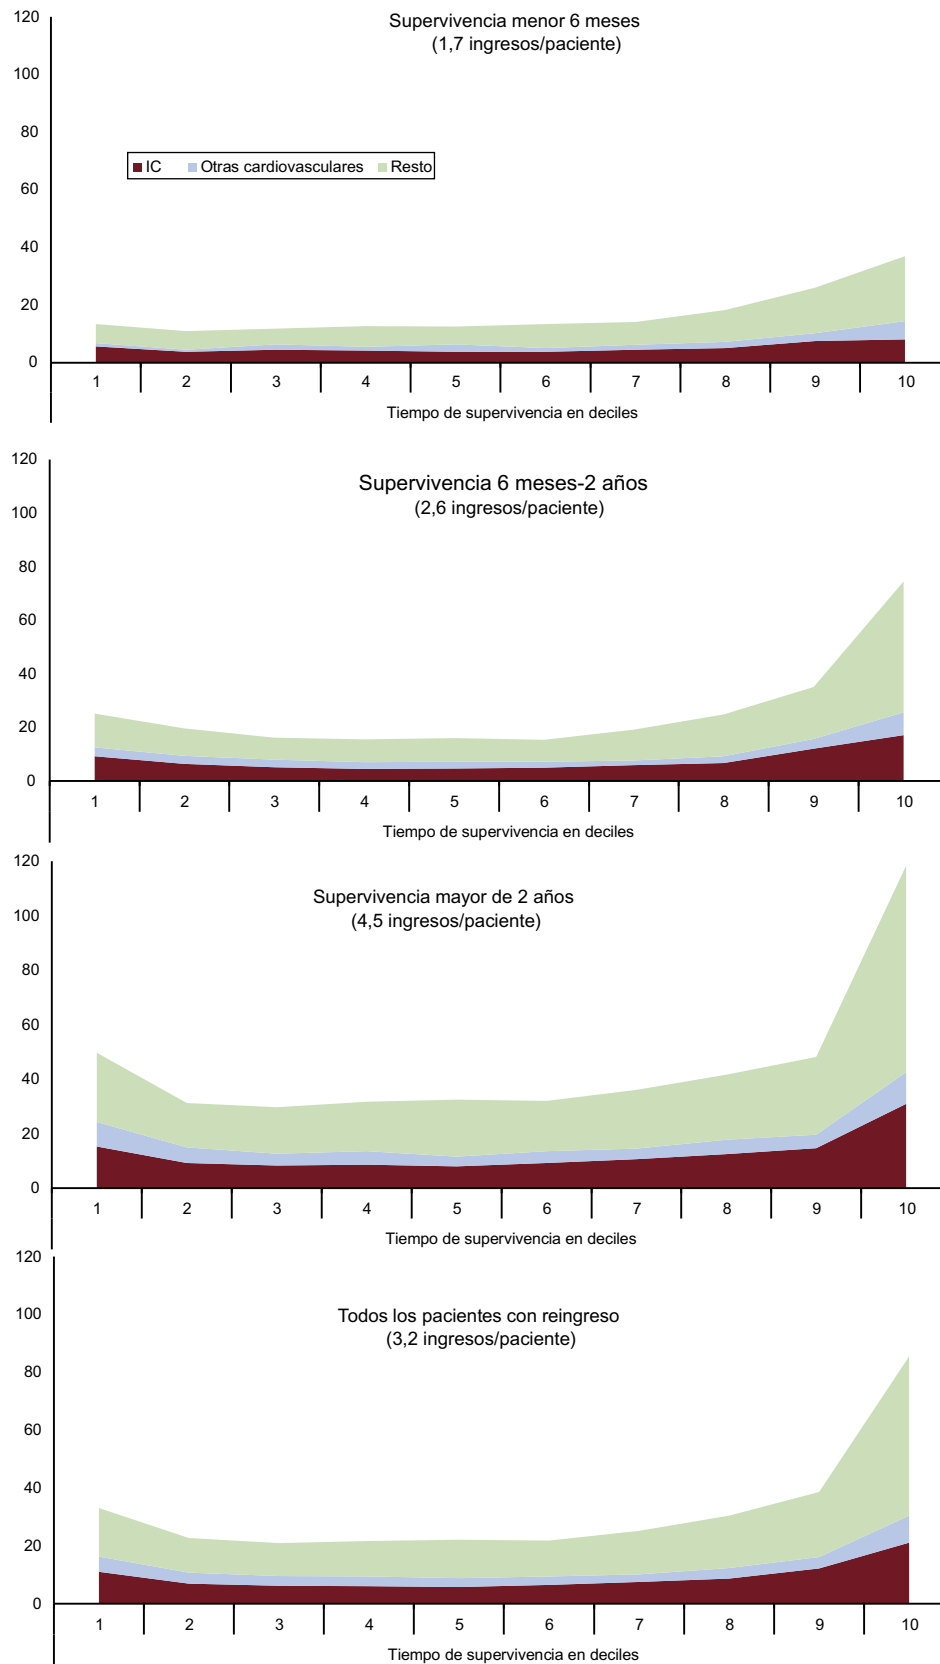 120
Supervivencia menor 6 meses
(1,7 ingresos/paciente)
100
80
IC Otras cardiovasculares Resto
60
40
20
0
1 2 3 4 5 6 7 8 9 10
Tiempo de supervivencia en deciles
120
Supervivencia 6 meses-2 años
(2,6 ingresos/paciente)
100
80
60
40
20
0
1 2 3 4 5 6 7 8 9 10
Tiempo de supervivencia en deciles
120
Supervivencia mayor de 2 años
(4,5 ingresos/paciente)
100
80
60
40
20
0
1 2 3 4 5 6 7 8 9 10
Tiempo de supervivencia en deciles
120
100
Todos los pacientes con reingreso
(3,2 ingresos/paciente)
80
60
40
20
0
1 2 3 4 5 6 7 8 9 10
Tiempo de supervivencia en deciles